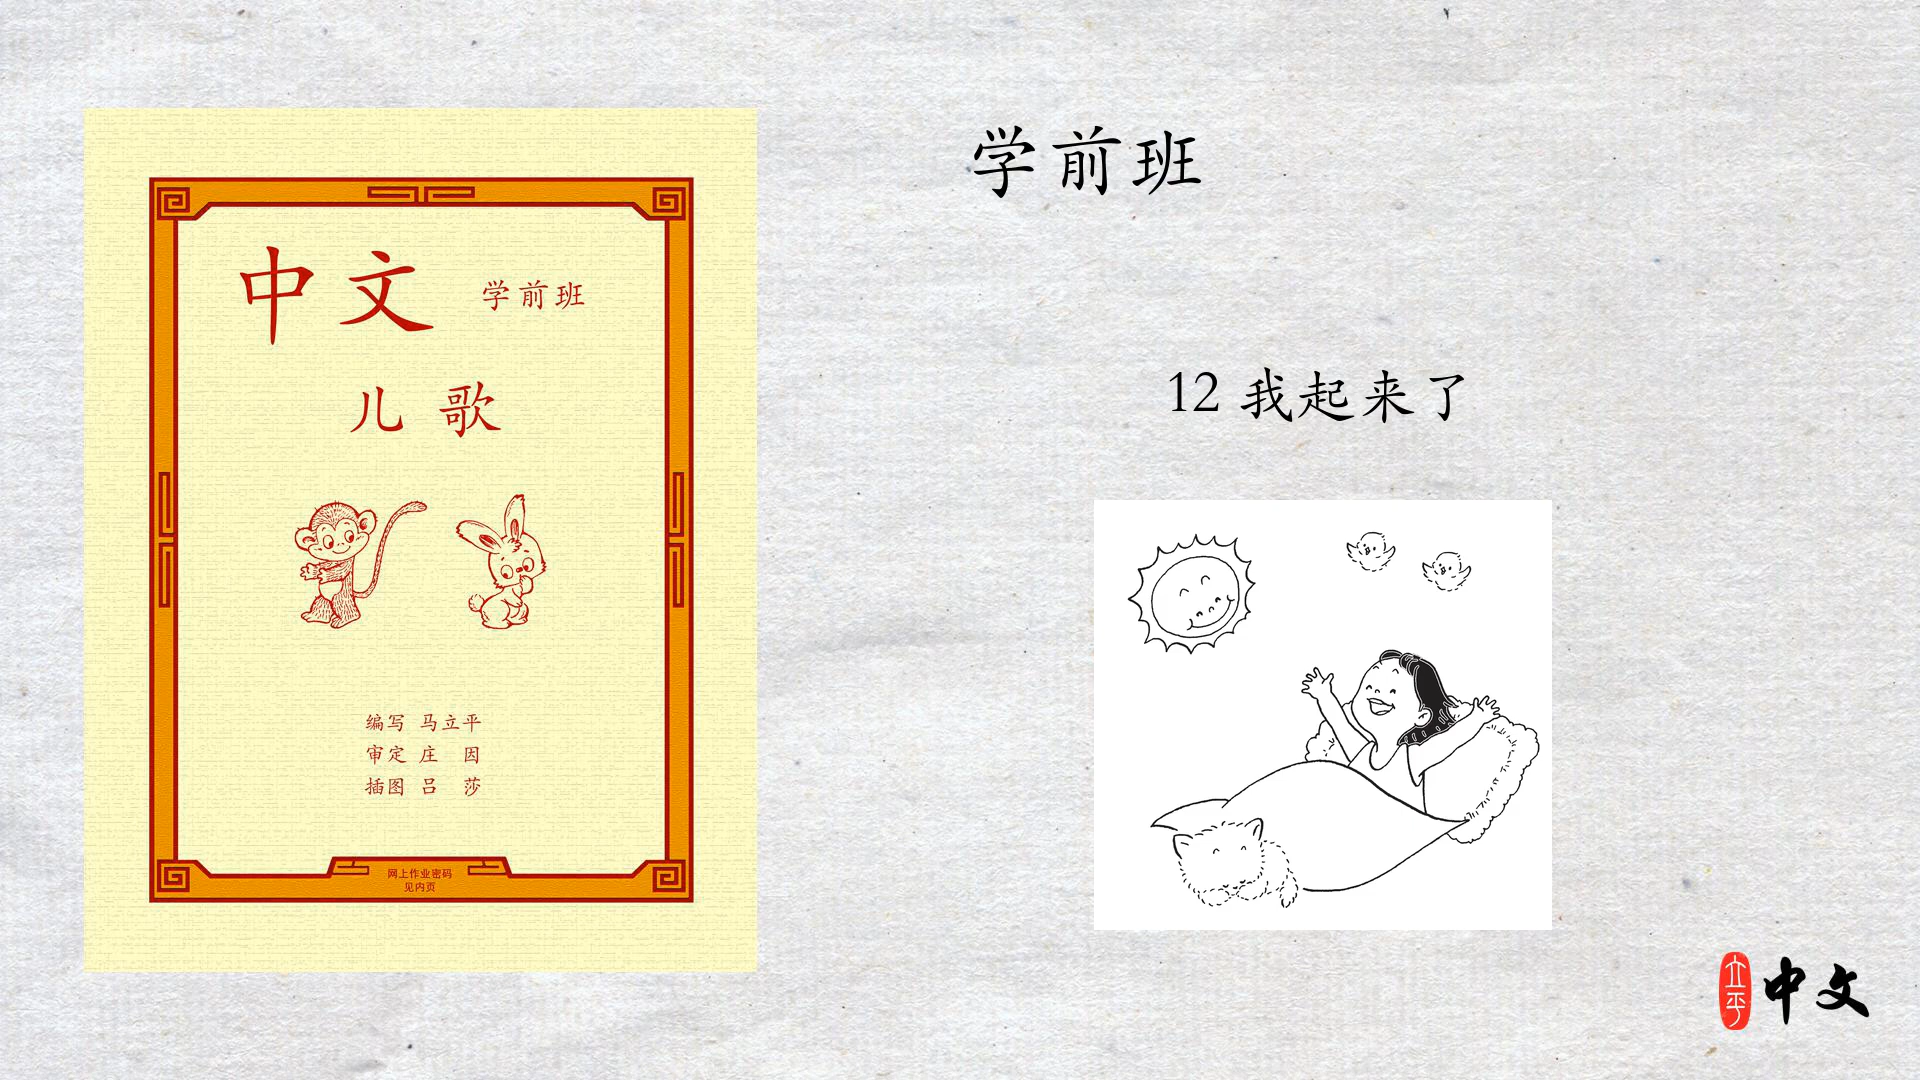 中文 学前班
儿歌
编写 马立平
审定 庄 因
插图 吕 莎
网上作业密码
见内页
学前班
12 我起来了
立平
中文